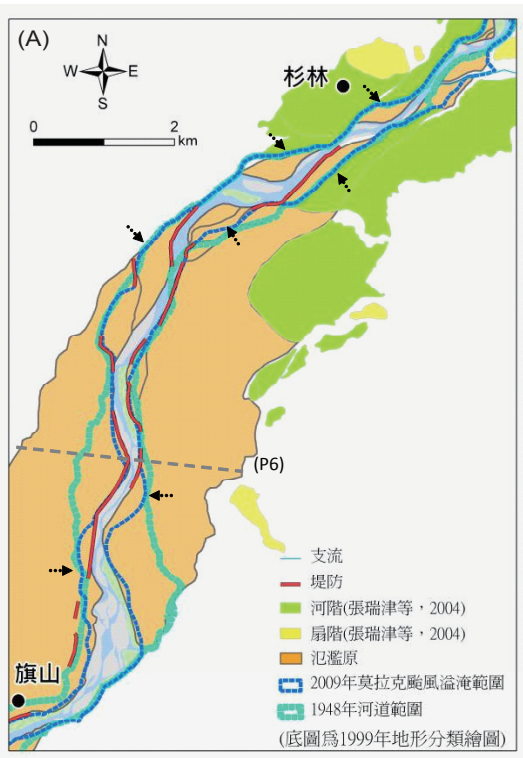 (A)
N
W E
S
0 2
km
杉林
(P6)
旗山
支流
堤防
河階(張瑞津等，2004)
扇階(張瑞津等，2004)
氾濫原
2009年莫拉克颱風溢淹範圍
1948年河道範圍
(底圖為1999年地形分類繪圖)